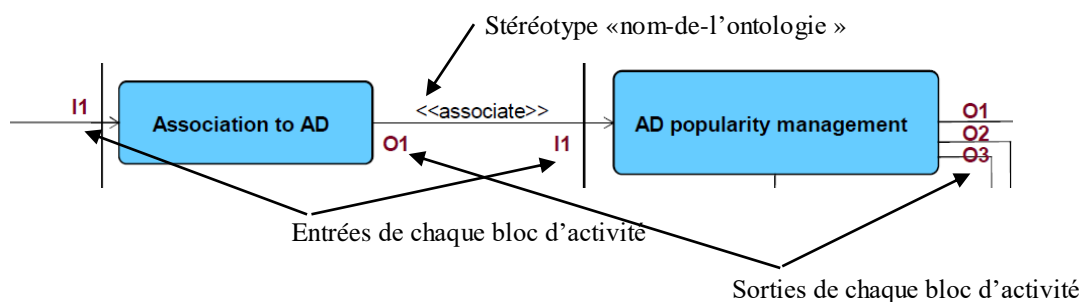 Stéréotype «nom-de-l’ontologie »
I1
Association to AD
O1
<<associate>>
I1
AD popularity management
O1
O2
O3
Entrées de chaque bloc d’activité
Sorties de chaque bloc d’activité